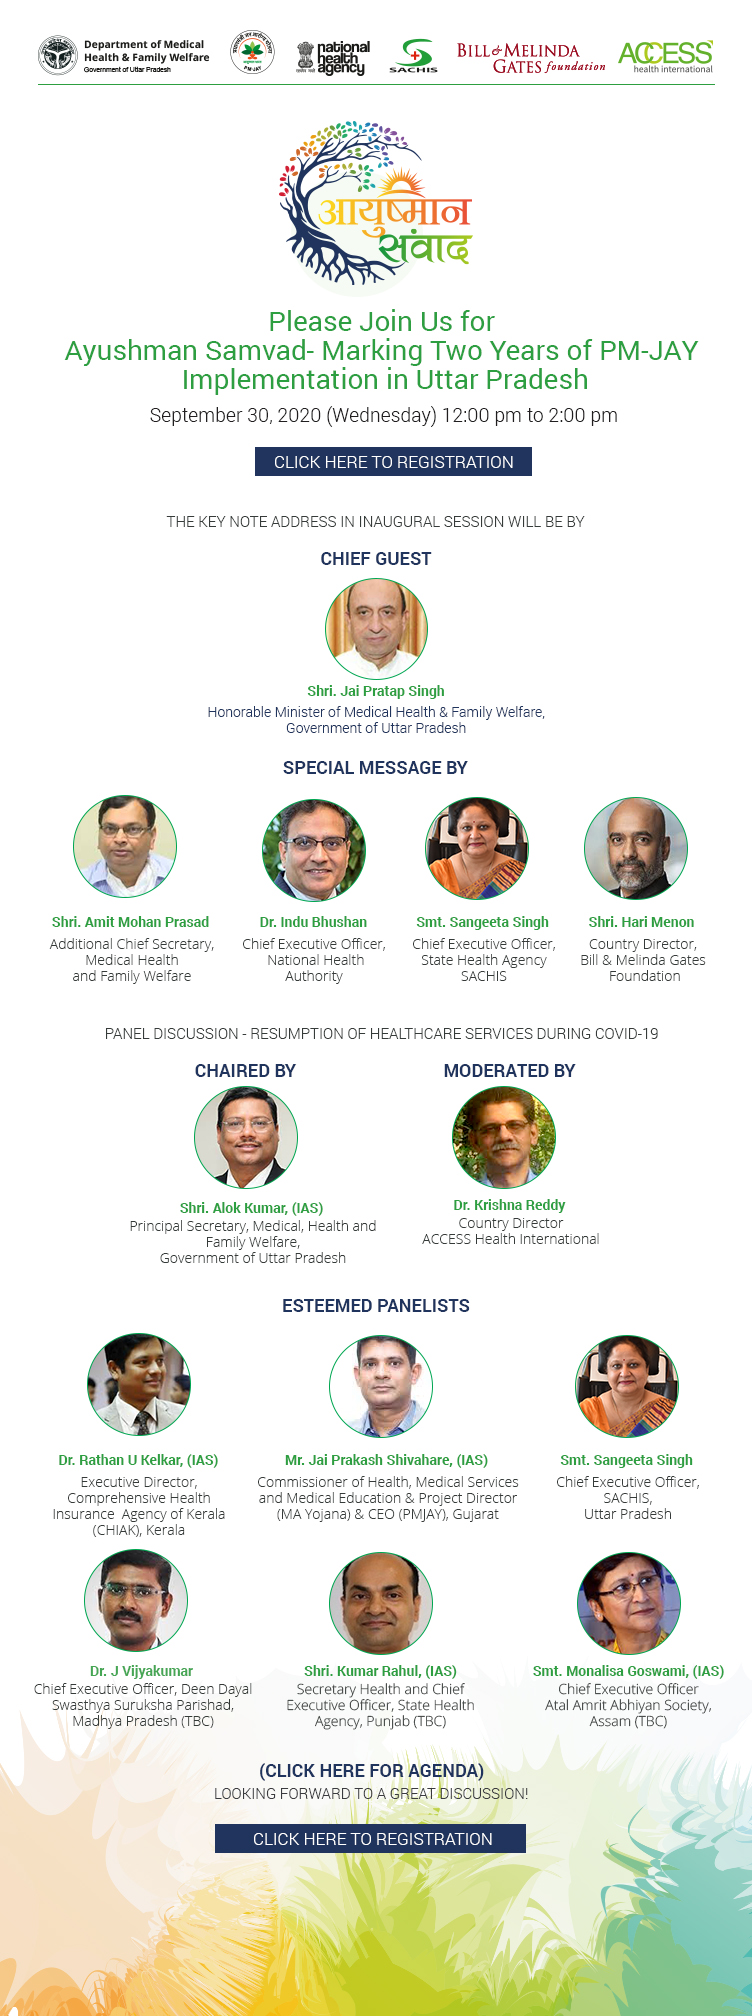 Department of Medical
Health & Family Welfare
Government of Uttar Pradesh
PM-JAY
national
health
agency
SACHIS
BILL & MELINDA
GATES foundation
ACCESS
health international
आयुष्मान
संवाद
Please Join Us for
Ayushman Samvad- Marking Two Years of PM-JAY
Implementation in Uttar Pradesh
September 30, 2020 (Wednesday) 12:00 pm to 2:00 pm
CLICK HERE TO REGISTRATION
THE KEY NOTE ADDRESS IN INAUGURAL SESSION WILL BE BY
CHIEF GUEST
Shri. Jai Pratap Singh
Honorable Minister of Medical Health & Family Welfare,
Government of Uttar Pradesh
SPECIAL MESSAGE BY
Shri. Amit Mohan Prasad
Additional Chief Secretary,
Medical Health
and Family Welfare
Dr. Indu Bhushan
Chief Executive Officer,
National Health
Authority
Smt. Sangeeta Singh
Chief Executive Officer,
State Health Agency
SACHIS
Shri. Hari Menon
Country Director,
Bill & Melinda Gates
Foundation
PANEL DISCUSSION - RESUMPTION OF HEALTHCARE SERVICES DURING COVID-19
CHAIRED BY
Shri. Alok Kumar, (IAS)
Principal Secretary, Medical, Health and
Family Welfare,
Government of Uttar Pradesh
MODERATED BY
Dr. Krishna Reddy
Country Director
ACCESS Health International
ESTEEMED PANELISTS
Dr. Rathan U Kelkar, (IAS)
Executive Director,
Comprehensive Health
Insurance Agency of Kerala
(CHIAK), Kerala
Mr. Jai Prakash Shivahare, (IAS)
Commissioner of Health, Medical Services
and Medical Education & Project Director
(MA Yojana) & CEO (PMJAY), Gujarat
Smt. Sangeeta Singh
Chief Executive Officer,
SACHIS,
Uttar Pradesh
Dr. J Vijyakumar
Chief Executive Officer, Deen Dayal
Swasthya Suruksha Parishad,
Madhya Pradesh (TBC)
Shri. Kumar Rahul, (IAS)
Secretary Health and Chief
Executive Officer, State Health
Agency, Punjab (TBC)
Smt. Monalisa Goswami, (IAS)
Chief Executive Officer
Atal Amrit Abhiyan Society,
Assam (TBC)
(CLICK HERE FOR AGENDA)
LOOKING FORWARD TO A GREAT DISCUSSION!
CLICK HERE TO REGISTRATION